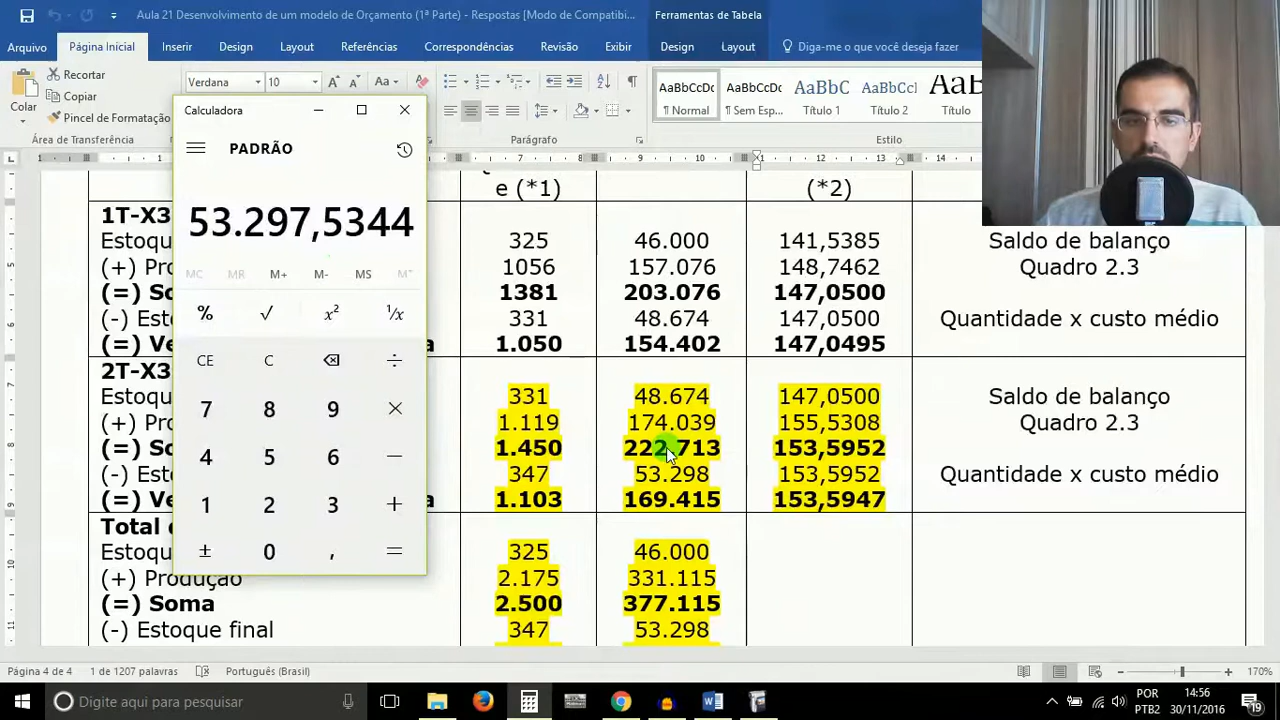 Aula 21 Desenvolvimento de um modelo de Orçamento (1ª Parte) - Respostas [Modo de Compatibi...
Ferramentas de Tabela
Arquivo Página Inicial Inserir Design Layout Referências Correspondências Revisão Exibir Design Layout Diga-me o que você deseja fazer
Colar
Recortar
Copiar
Pincel de Formatação
Área de Transferência
Verdana 10
Parágrafo
AaBbCcDc AaBbCcDc AaBbC AaBbCcI AaBbCcDc
¶ Normal ¶ Sem Esp... Título 1 Título 2
Estilo
Calculadora
PADRÃO
53.297,5344
MC MR M+ M- MS M˅
% √ x² ¹/x
CE C ⌫ ÷
7 8 9 ×
4 5 6 −
1 2 3 +
± 0 , =
e (*1) (*2)
1T-X3
Estoqu 325 46.000 141,5385 Saldo de balanço
(+) Pro 1056 157.076 148,7462 Quadro 2.3
(=) So 1381 203.076 147,0500
(-) Est 331 48.674 147,0500 Quantidade x custo médio
(=) Ve a 1.050 154.402 147,0495
2T-X3
Estoqu 331 48.674 147,0500 Saldo de balanço
(+) Pro 1.119 174.039 155,5308 Quadro 2.3
(=) So 1.450 222.713 153,5952
(-) Est 347 53.298 153,5952 Quantidade x custo médio
(=) Ve a 1.103 169.415 153,5947
Total d
Estoqu 325 46.000
(+) Produção 2.175 331.115
(=) Soma 2.500 377.115
(-) Estoque final 347 53.298
Página 4 de 4 1 de 1207 palavras Português (Brasil) 170%
Digite aqui para pesquisar
POR
PTB2
14:56
30/11/2016
19